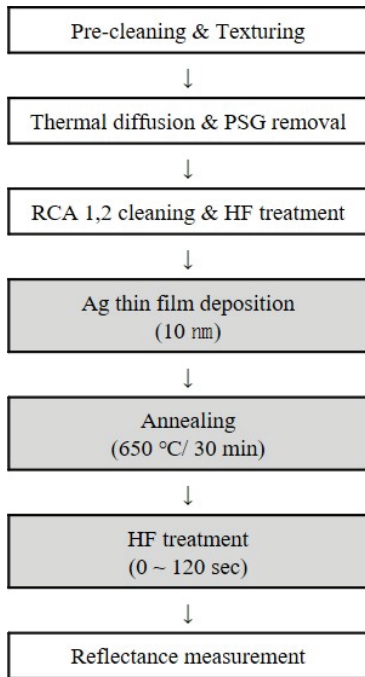 Pre-cleaning & Texturing
↓
Thermal diffusion & PSG removal
↓
RCA 1,2 cleaning & HF treatment
↓
Ag thin film deposition
(10 ㎚)
↓
Annealing
(650 ℃/ 30 min)
↓
HF treatment
(0 ~ 120 sec)
↓
Reflectance measurement